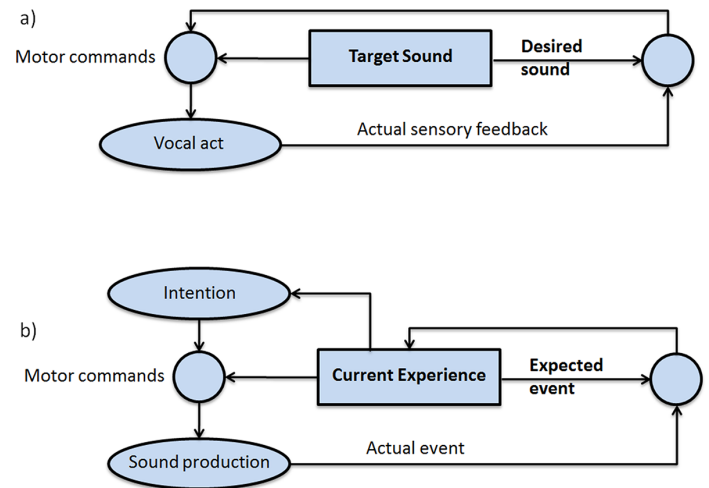 a)
Motor commands
Target Sound
Desired
sound
Vocal act
Actual sensory feedback
Intention
b)
Motor commands
Current Experience
Expected
event
Sound production
Actual event